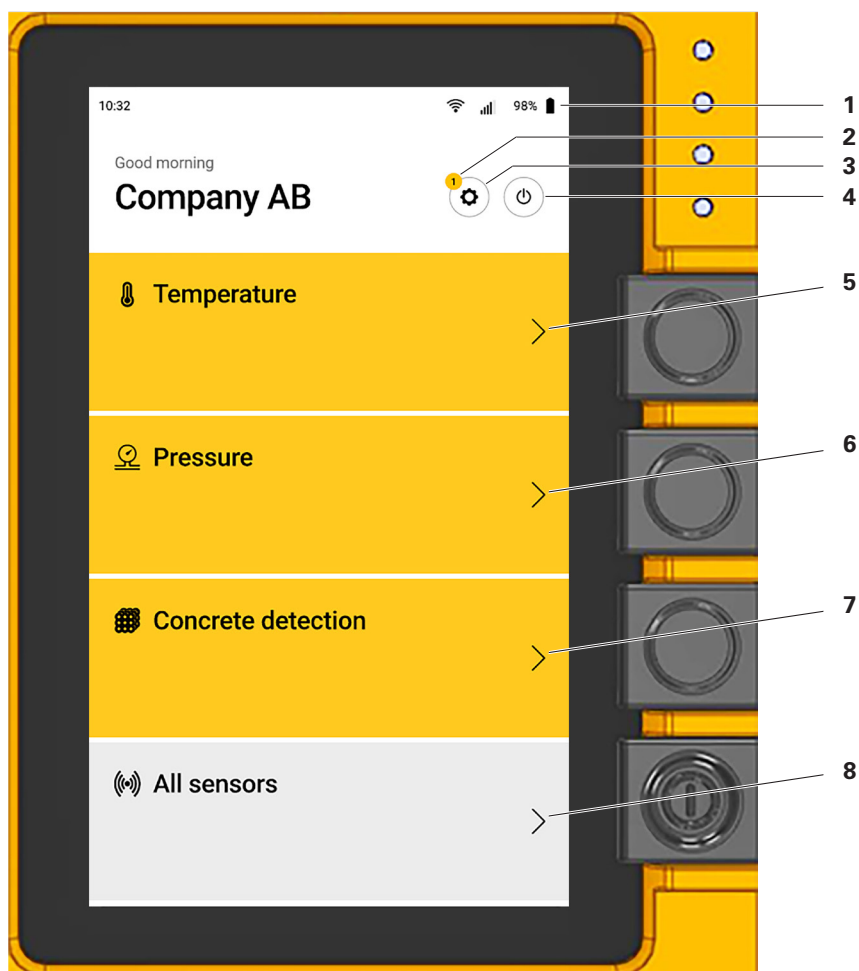 10:32 98% 1
2
1
3
Good morning
Company AB
4
Temperature
5
Pressure
6
Concrete detection
7
All sensors
8